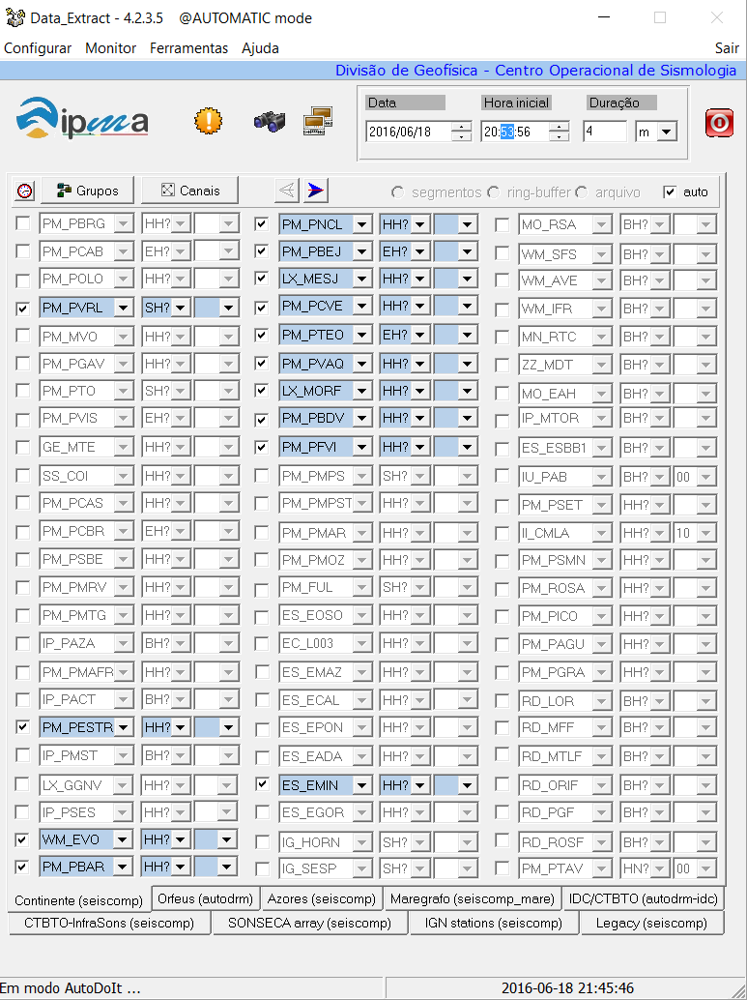 Data_Extract - 4.2.3.5 @AUTOMATIC mode
Configurar Monitor Ferramentas Ajuda Sair
Divisão de Geofísica - Centro Operacional de Sismologia
ipma
Data Hora inicial Duração
2016/06/18 20:53:56 4 m
Grupos Canais segmentos ring-buffer arquivo auto
PM_PBRG HH? PM_PNCL HH? MO_RSA BH?
PM_PCAB EH? PM_PBEJ EH? WM_SFS BH?
PM_POLO HH? LX_MESJ HH? WM_AVE BH?
PM_PVRL SH? PM_PCVE HH? WM_IFR BH?
PM_MVO HH? PM_PTEO EH? MN_RTC BH?
PM_PGAV HH? PM_PVAQ HH? ZZ_MDT BH?
PM_PTO SH? LX_MORF HH? MO_EAH BH?
PM_PVIS EH? PM_PBDV HH? IP_MTOR BH?
GE_MTE HH? PM_PFVI HH? ES_ESBB1 BH?
SS_COI HH? PM_PMPS SH? IU_PAB BH? 00
PM_PCAS HH? PM_PMPST HH? PM_PSET HH?
PM_PCBR EH? PM_PMAR HH? II_CMLA HH? 10
PM_PSBE HH? PM_PMOZ HH? PM_PSMN HH?
PM_PMRV HH? PM_FUL SH? PM_ROSA HH?
PM_PMTG HH? ES_EOSO HH? PM_PICO HH?
IP_PAZA BH? EC_L003 HH? PM_PAGU HH?
PM_PMAFR HH? ES_EMAZ HH? PM_PGRA HH?
IP_PACT BH? ES_ECAL HH? RD_LOR BH?
PM_PESTR HH? ES_EPON HH? RD_MFF BH?
IP_PMST BH? ES_EADA HH? RD_MTLF BH?
LX_GGNV HH? ES_EMIN HH? RD_ORIF BH?
IP_PSES HH? ES_EGOR HH? RD_PGF BH?
WM_EVO HH? IG_HORN SH? RD_ROSF BH?
PM_PBAR HH? IG_SESP SH? PM_PTAV HN? 00
Continente (seiscomp) Orfeus (autodrm) Azores (seiscomp) Maregrafo (seiscomp_mare) IDC/CTBTO (autodrm-idc)
CTBTO-InfraSons (seiscomp) SONSECA array (seiscomp) IGN stations (seiscomp) Legacy (seiscomp)
Em modo AutoDoIt ... 2016-06-18 21:45:46